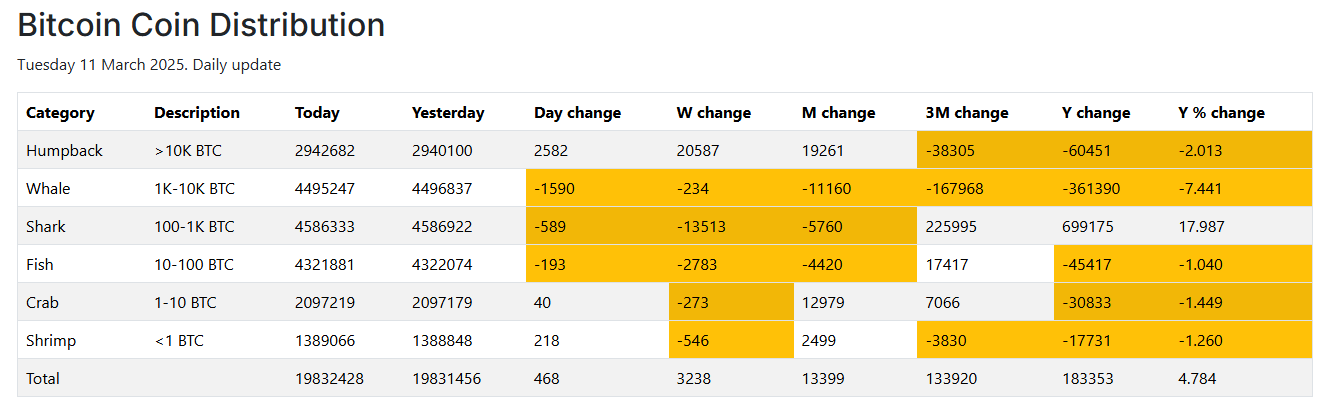 Bitcoin Coin Distribution
Tuesday 11 March 2025. Daily update
Category Description Today Yesterday Day change W change M change 3M change Y change Y % change
Humpback >10K BTC 2942682 2940100 2582 20587 19261 -38305 -60451 -2.013
Whale 1K-10K BTC 4495247 4496837 -1590 -234 -11160 -167968 -361390 -7.441
Shark 100-1K BTC 4586333 4586922 -589 -13513 -5760 225995 699175 17.987
Fish 10-100 BTC 4321881 4322074 -193 -2783 -4420 17417 -45417 -1.040
Crab 1-10 BTC 2097219 2097179 40 -273 12979 7066 -30833 -1.449
Shrimp <1 BTC 1389066 1388848 218 -546 2499 -3830 -17731 -1.260
Total 19832428 19831456 468 3238 13399 133920 183353 4.784